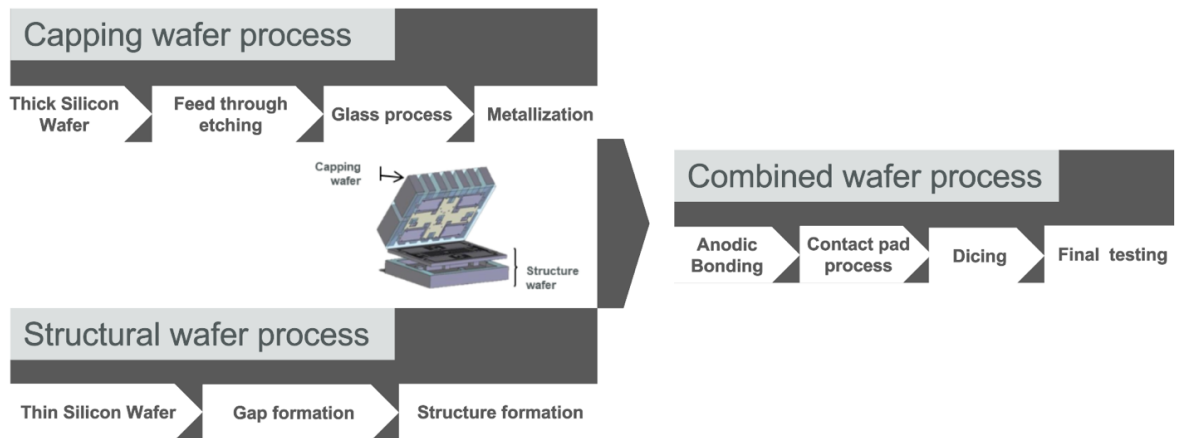 Capping wafer process
Thick Silicon
Wafer
Feed through
etching
Glass process
Metallization
Capping
wafer
Structure
wafer
Structural wafer process
Thin Silicon Wafer
Gap formation
Structure formation
Combined wafer process
Anodic
Bonding
Contact pad
process
Dicing
Final testing